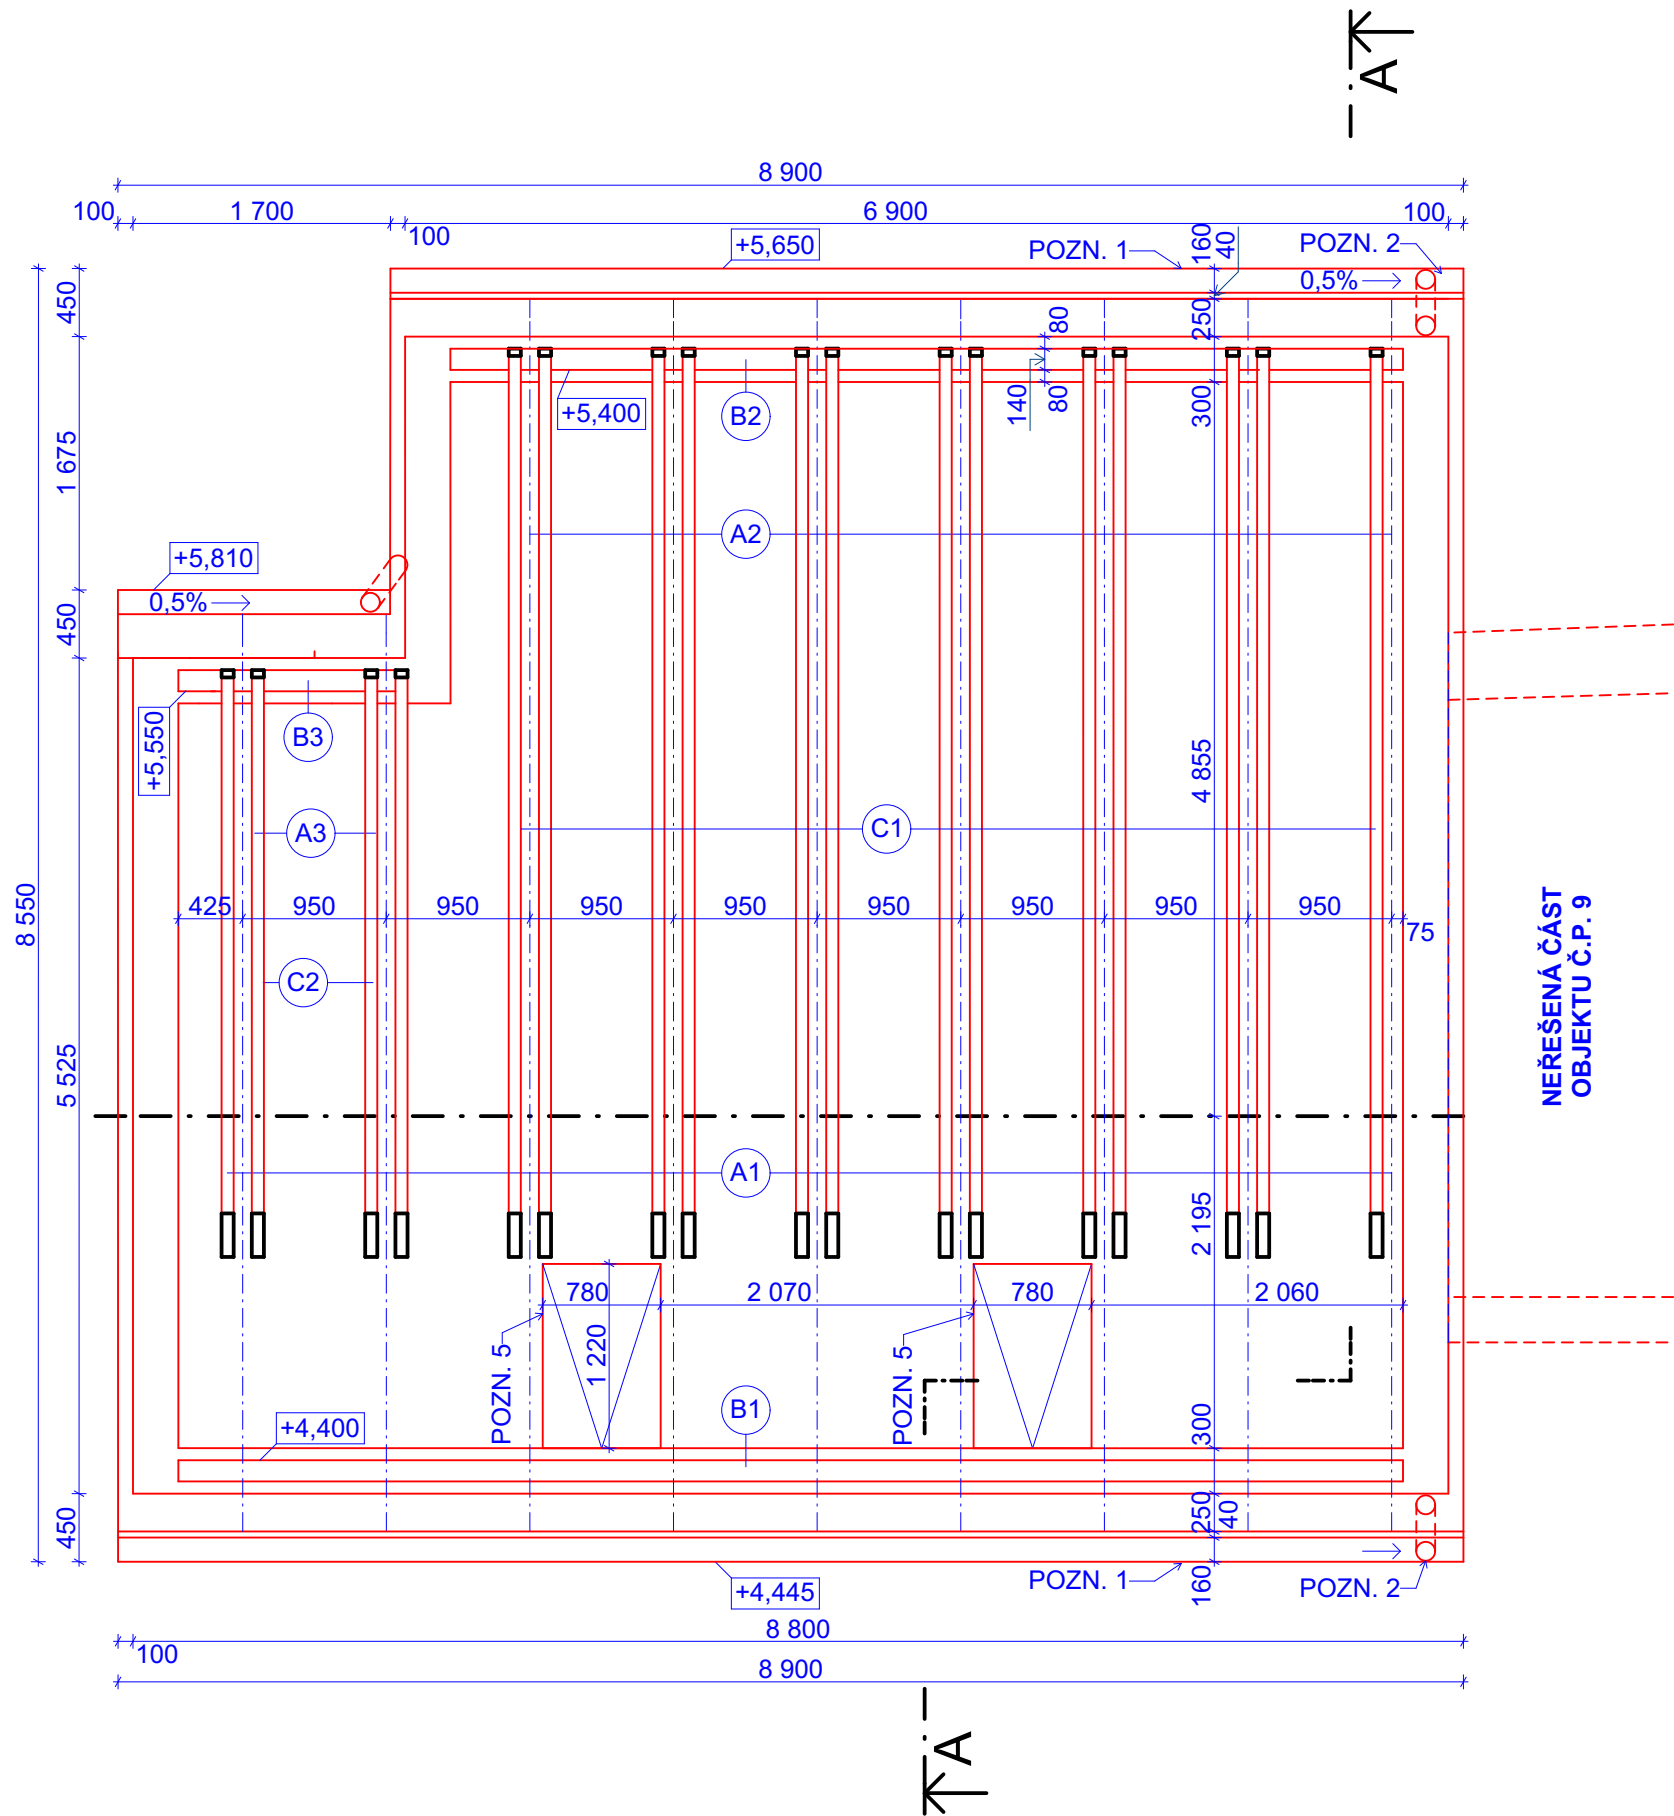 A
8 900
100
1 700
100
6 900
100
+5,650
POZN. 1
160
40
POZN. 2
0,5%
450
250
80
140
80
300
+5,400
B2
1 675
A2
+5,810
0,5%
450
+5,550
B3
A3
C1
4 855
8 550
425
950
950
950
950
950
950
950
950
75
C2
NEŘEŠENÁ ČÁST
OBJEKTU Č.P. 9
5 525
A1
2 195
780
2 070
780
2 060
1 220
POZN. 5
POZN. 5
B1
+4,400
300
450
250
40
160
+4,445
POZN. 1
POZN. 2
8 800
100
8 900
A